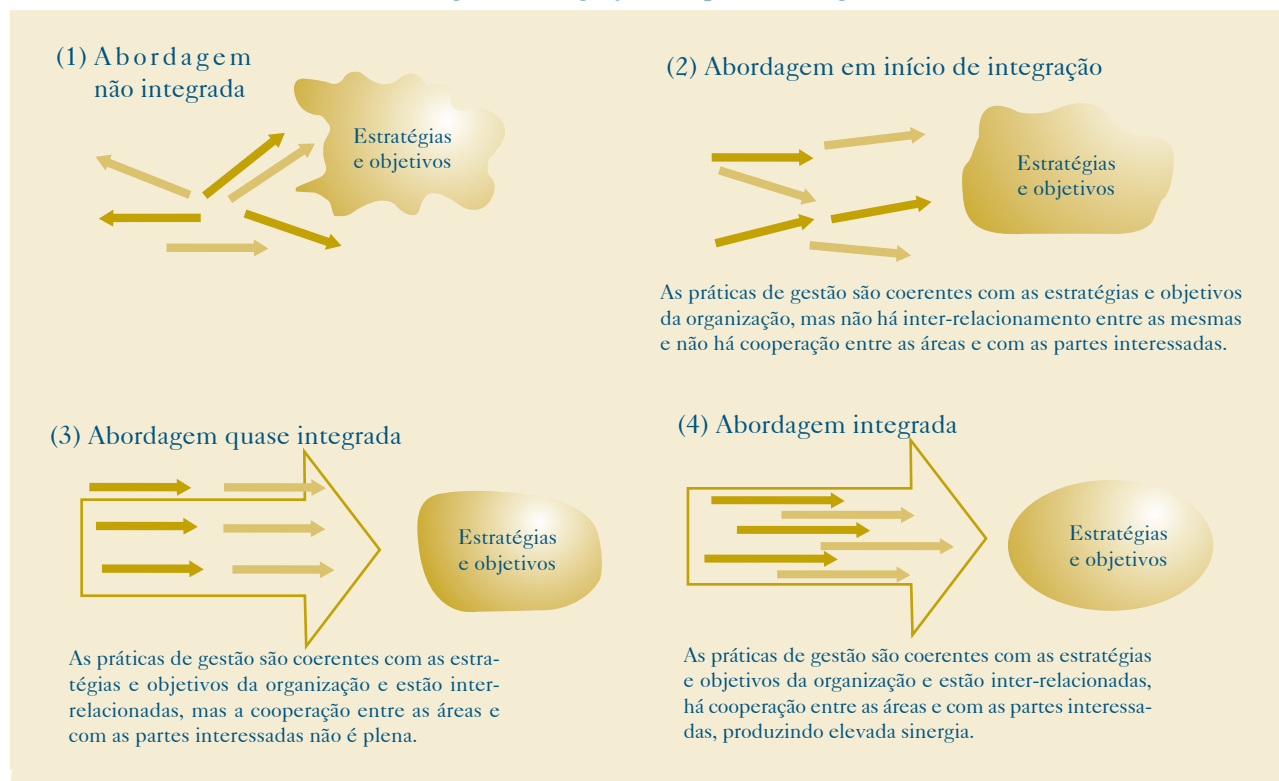 (1) Abordagem
não integrada
Estratégias
e objetivos
(2) Abordagem em início de integração
Estratégias
e objetivos
As práticas de gestão são coerentes com as estratégias e objetivos
da organização, mas não há inter-relacionamento entre as mesmas
e não há cooperação entre as áreas e com as partes interessadas.
(3) Abordagem quase integrada
Estratégias
e objetivos
As práticas de gestão são coerentes com as estra-
tégias e objetivos da organização e estão inter-
relacionadas, mas a cooperação entre as áreas e
com as partes interessadas não é plena.
(4) Abordagem integrada
Estratégias
e objetivos
As práticas de gestão são coerentes com as estratégias
e objetivos da organização e estão inter-relacionadas,
há cooperação entre as áreas e com as partes interessa-
das, produzindo elevada sinergia.